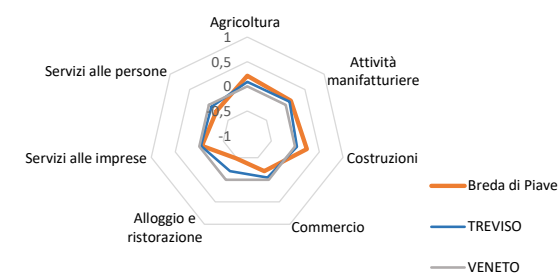 Agricoltura
1
0,5
0
-0,5
-1
Attività
manifatturiere
Costruzioni
Commercio
Alloggio e
ristorazione
Servizi alle imprese
Servizi alle persone
Breda di Piave
TREVISO
VENETO